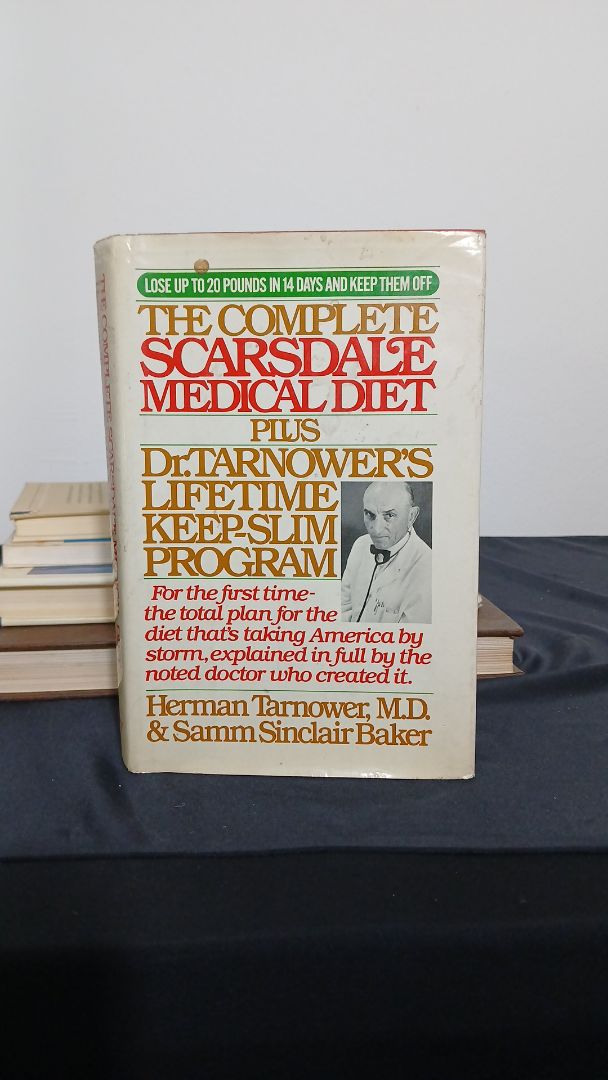 LOSE UP TO 20 POUNDS IN 14 DAYS AND KEEP THEM OFF
THE COMPLETE
SCARSDALE
MEDICAL DIET
PLUS
Dr. TARNOWER'S
LIFETIME
KEEP-SLIM
PROGRAM
For the first time-
the total plan for the
diet that's taking America by
storm, explained in full by the
noted doctor who created it.
Herman Tarnower, M.D.
& Samm Sinclair Baker